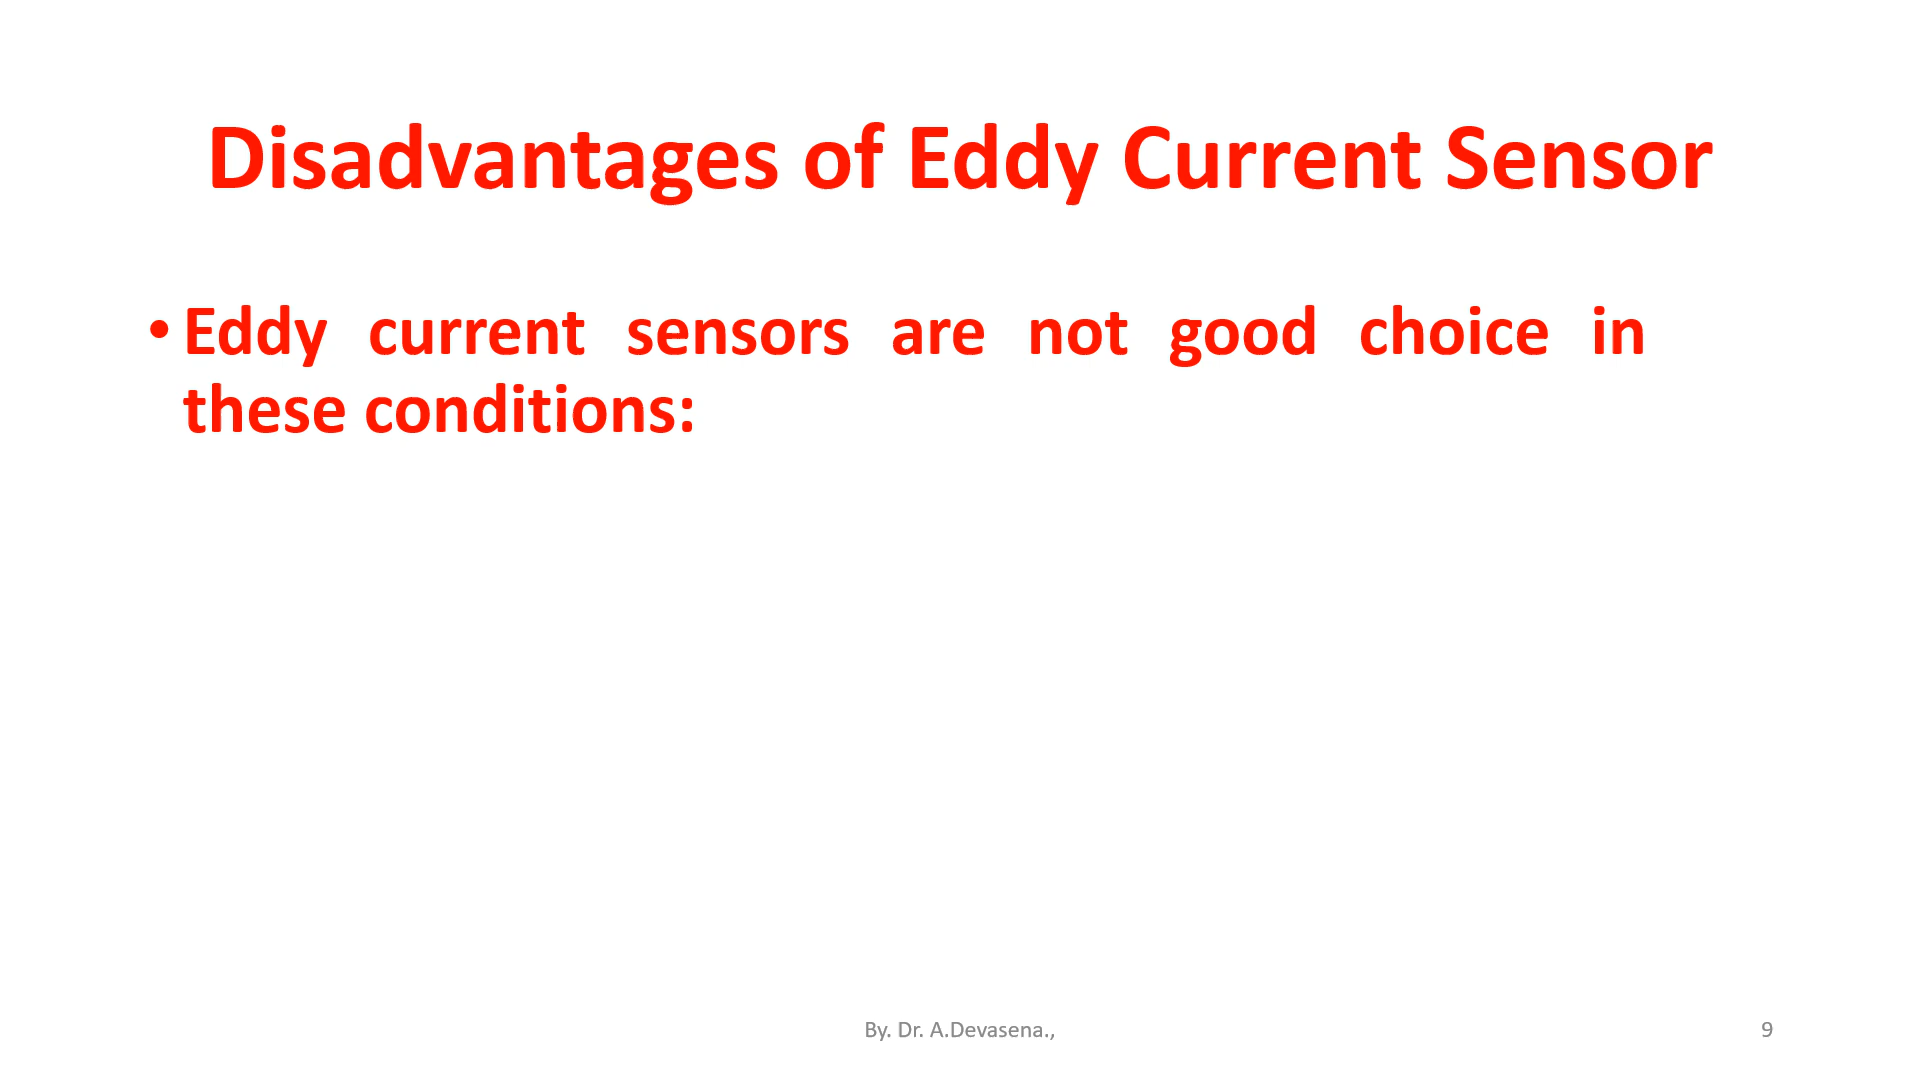 Disadvantages of Eddy Current Sensor
• Eddy current sensors are not good choice in
these conditions:
By. Dr. A.Devasena.,
9